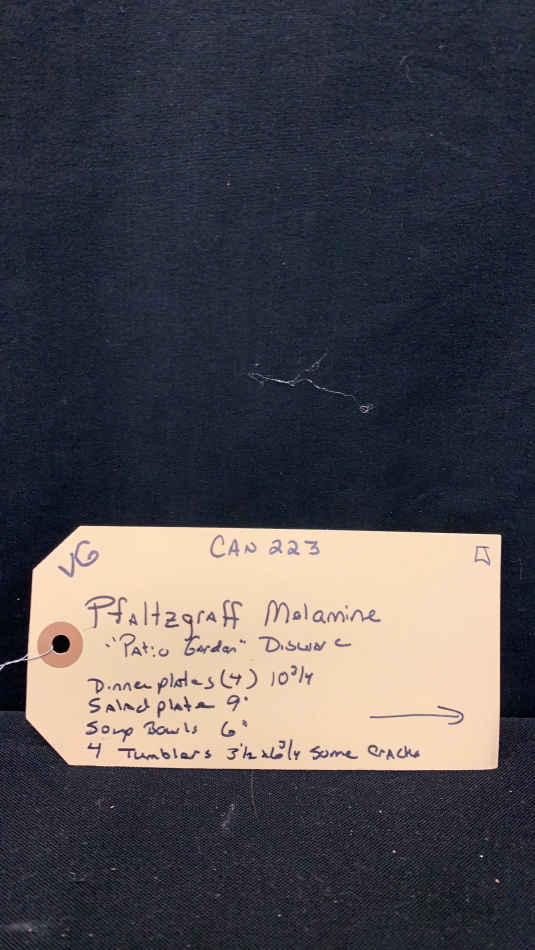 VG
CAN 223
Pfaltzgraff Melamine
"Patio Garden" Disware
Dinner plates (4) 10 3/4
Salad plate 9"
Soup Bowls 6"
4 Tumblers 3 1/2 x 6 3/4 Some Cracks